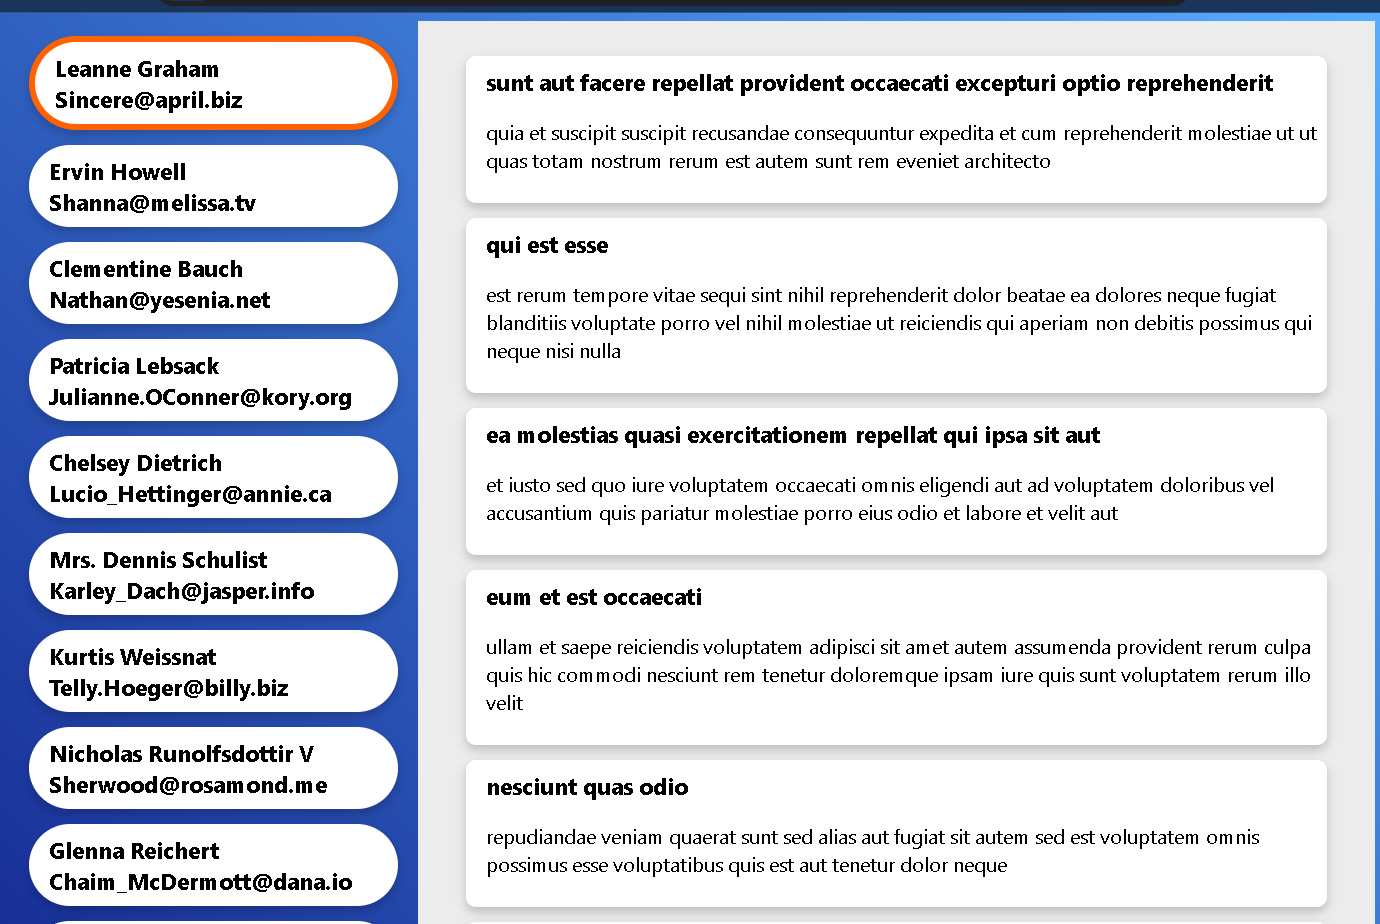 Leanne Graham
Sincere@april.biz
Ervin Howell
Shanna@melissa.tv
Clementine Bauch
Nathan@yesenia.net
Patricia Lebsack
Julianne.OConner@kory.org
Chelsey Dietrich
Lucio_Hettinger@annie.ca
Mrs. Dennis Schulist
Karley_Dach@jasper.info
Kurtis Weissnat
Telly.Hoeger@billy.biz
Nicholas Runolfsdottir V
Sherwood@rosamond.me
Glenna Reichert
Chaim_McDermott@dana.io
sunt aut facere repellat provident occaecati excepturi optio reprehenderit
quia et suscipit suscipit recusandae consequuntur expedita et cum reprehenderit molestiae ut ut
quas totam nostrum rerum est autem sunt rem eveniet architecto
qui est esse
est rerum tempore vitae sequi sint nihil reprehenderit dolor beatae ea dolores neque fugiat
blanditiis voluptate porro vel nihil molestiae ut reiciendis qui aperiam non debitis possimus qui
neque nisi nulla
ea molestias quasi exercitationem repellat qui ipsa sit aut
et iusto sed quo iure voluptatem occaecati omnis eligendi aut ad voluptatem doloribus vel
accusantium quis pariatur molestiae porro eius odio et labore et velit aut
eum et est occaecati
ullam et saepe reiciendis voluptatem adipisci sit amet autem assumenda provident rerum culpa
quis hic commodi nesciunt rem tenetur doloremque ipsam iure quis sunt voluptatem rerum illo
velit
nesciunt quas odio
repudiandae veniam quaerat sunt sed alias aut fugiat sit autem sed est voluptatem omnis
possimus esse voluptatibus quis est aut tenetur dolor neque